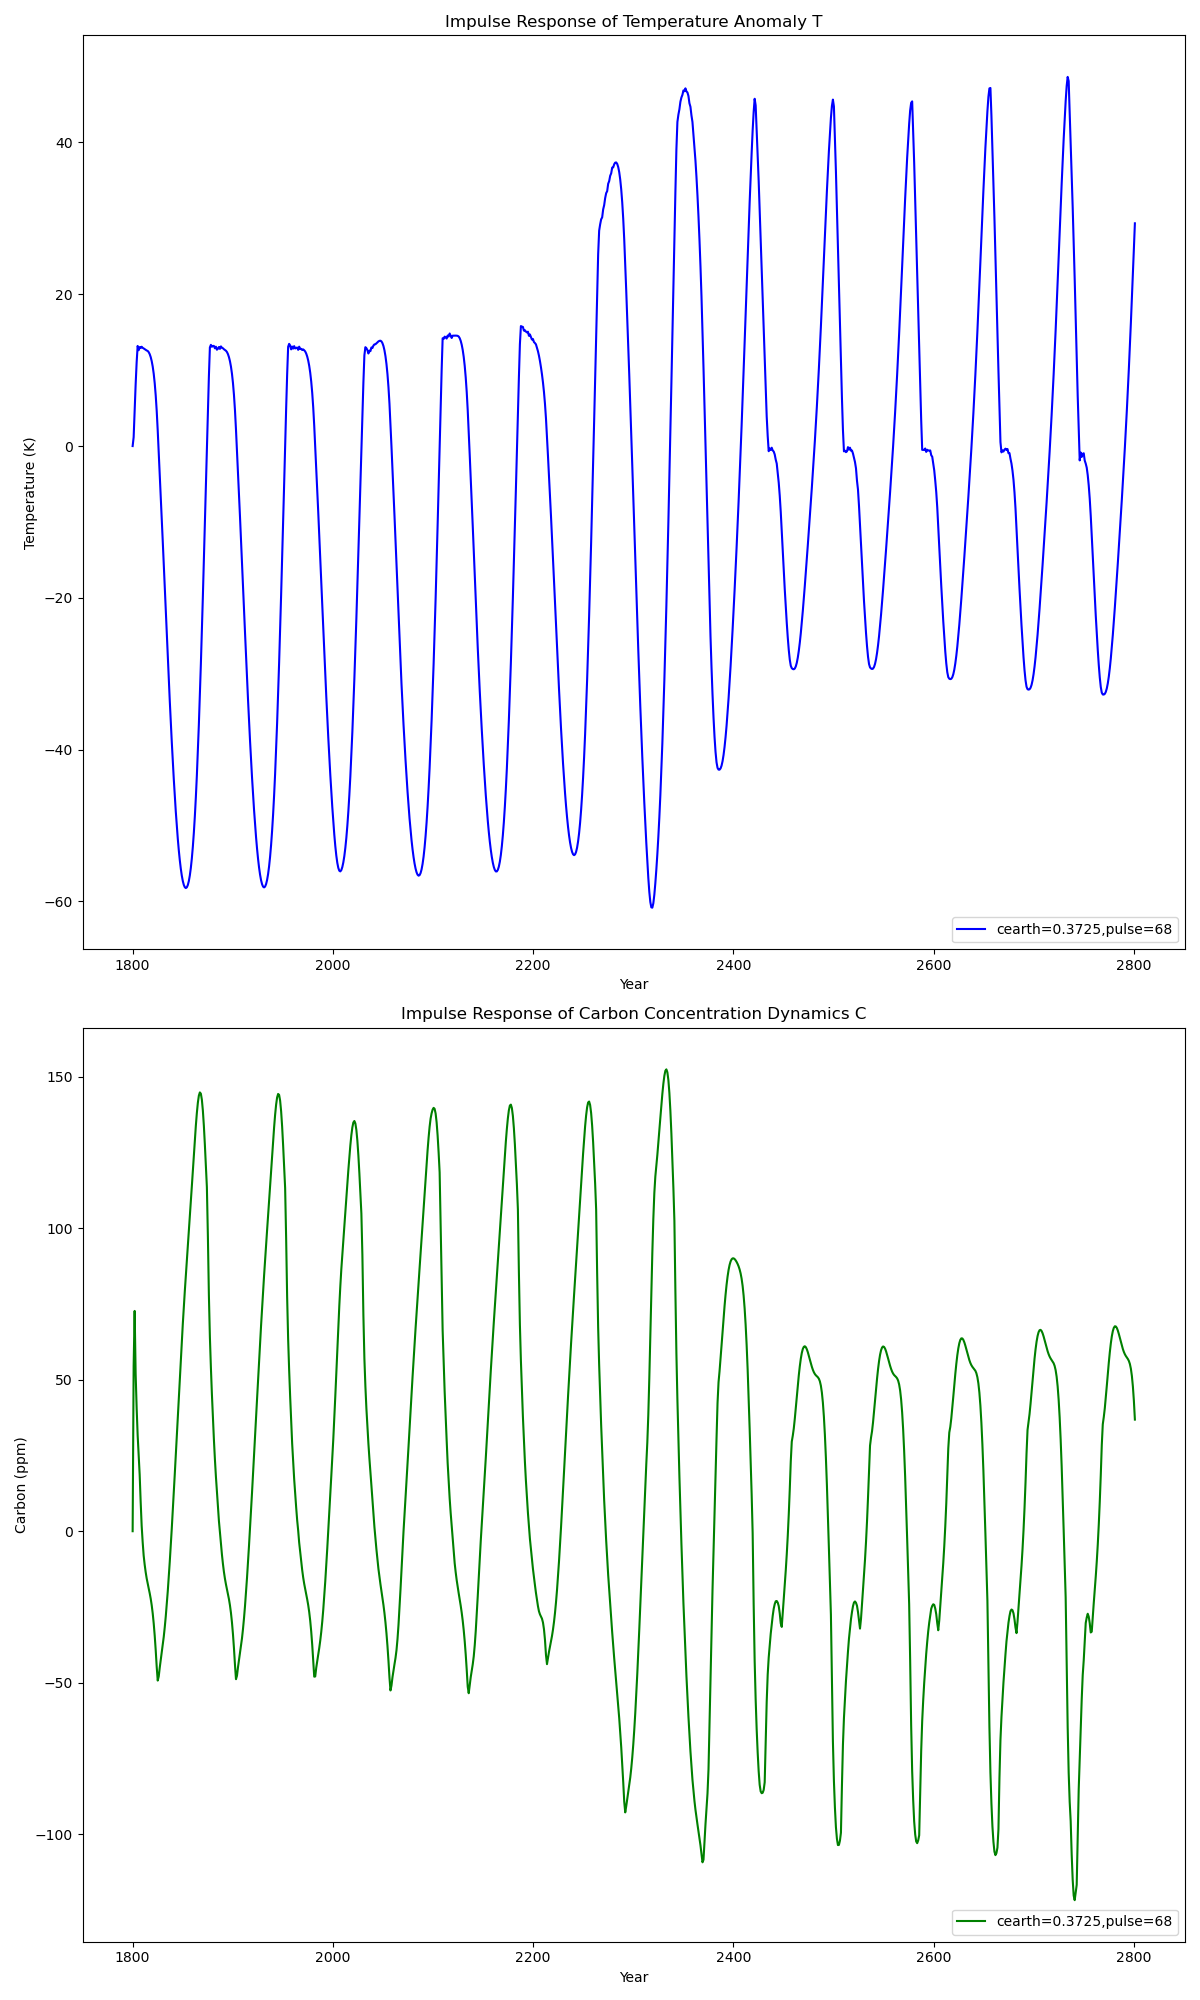 Impulse Response of Temperature Anomaly T
Temperature (K)
40
20
0
−20
−40
−60
cearth=0.3725,pulse=68
1800 2000 2200 2400 2600 2800
Year
Impulse Response of Carbon Concentration Dynamics C
Carbon (ppm)
150
100
50
0
−50
−100
cearth=0.3725,pulse=68
1800 2000 2200 2400 2600 2800
Year